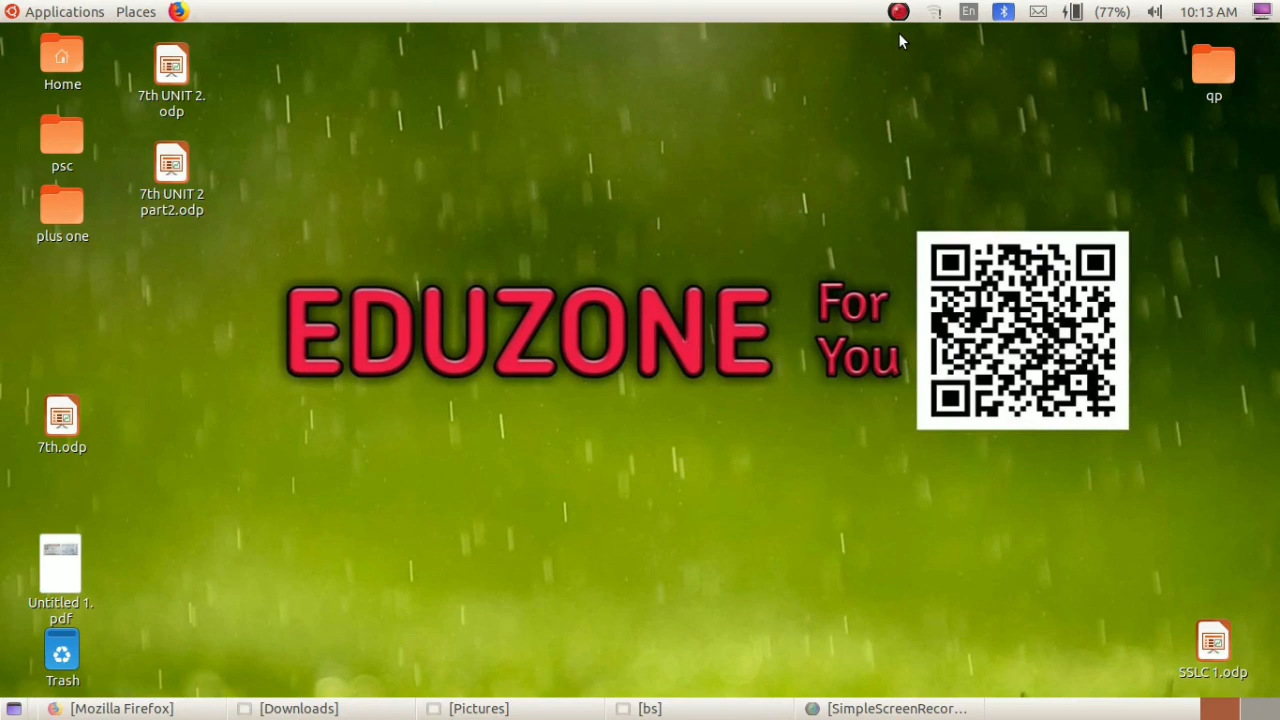 Applications Places
En
(77%)
10:13 AM
Home
7th UNIT 2.
odp
psc
7th UNIT 2
part2.odp
plus one
qp
EDUZONE
For
You
7th.odp
Untitled 1.
pdf
Trash
SSLC 1.odp
[Mozilla Firefox]
[Downloads]
[Pictures]
[bs]
[SimpleScreenRecor...